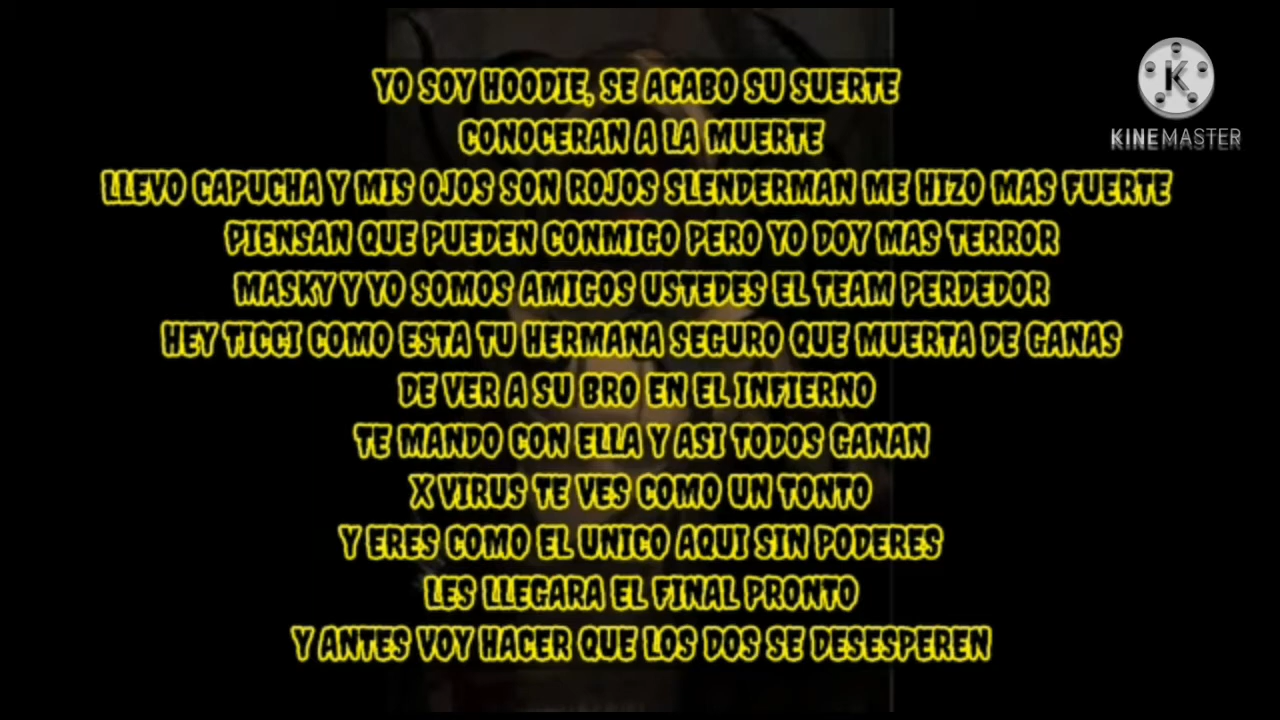 YO SOY HOODIE, SE ACABO SU SUERTE
CONOCERAN A LA MUERTE
LLEVO CAPUCHA Y MIS OJOS SON ROJOS SLENDERMAN ME HIZO MAS FUERTE
PIENSAN QUE PUEDEN CONMIGO PERO YO DOY MAS TERROR
MASKY Y YO SOMOS AMIGOS USTEDES EL TEAM PERDEDOR
HEY TICCI COMO ESTA TU HERMANA SEGURO QUE MUERTA DE GANAS
DE VER A SU BRO EN EL INFIERNO
TE MANDO CON ELLA Y ASI TODOS GANAN
X VIRUS TE VES COMO UN TONTO
Y ERES COMO EL UNICO AQUI SIN PODERES
LES LLEGARA EL FINAL PRONTO
Y ANTES VOY HACER QUE LOS DOS SE DESESPEREN
K
KINEMASTER